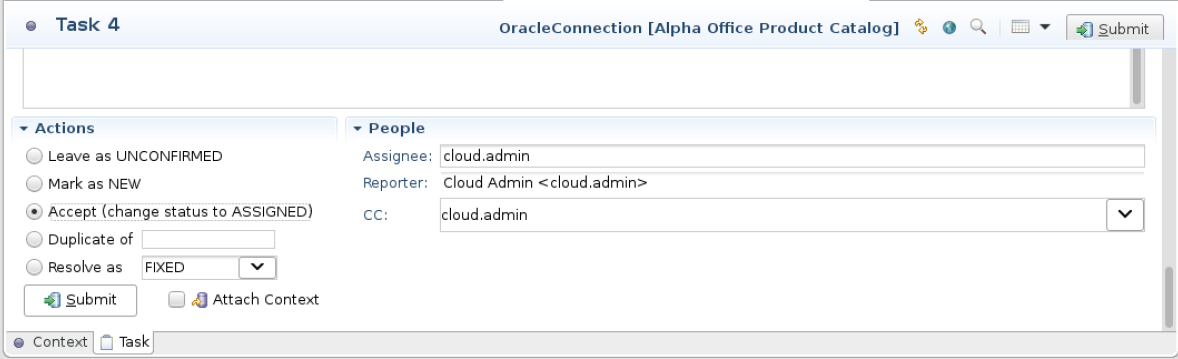 Task 4
OracleConnection [Alpha Office Product Catalog]
Submit
Actions
Leave as UNCONFIRMED
Mark as NEW
Accept (change status to ASSIGNED)
Duplicate of
Resolve as FIXED
Submit
Attach Context
People
Assignee: cloud.admin
Reporter: Cloud Admin <cloud.admin>
CC: cloud.admin
Context
Task